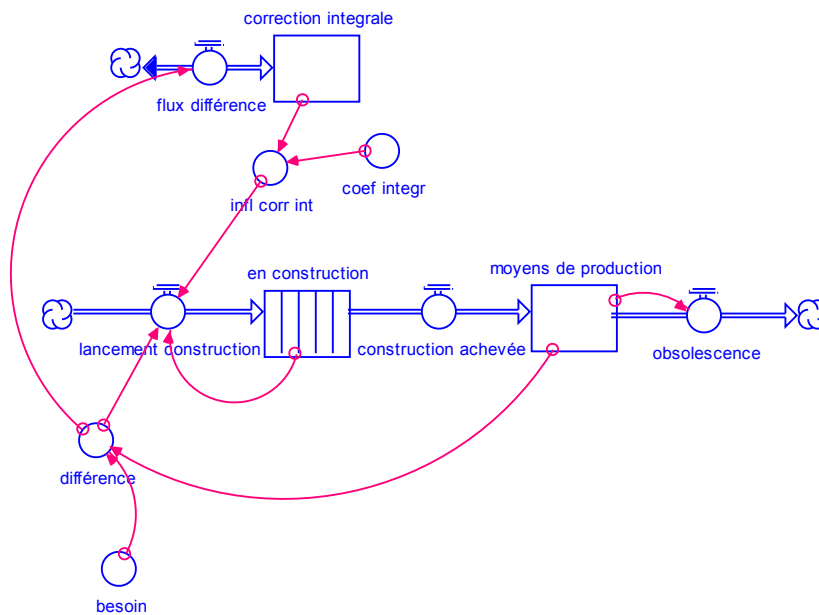 correction integrale
flux différence
coef integr
infl corr int
en construction
moyens de production
lancement construction
construction achevée
obsolescence
différence
besoin